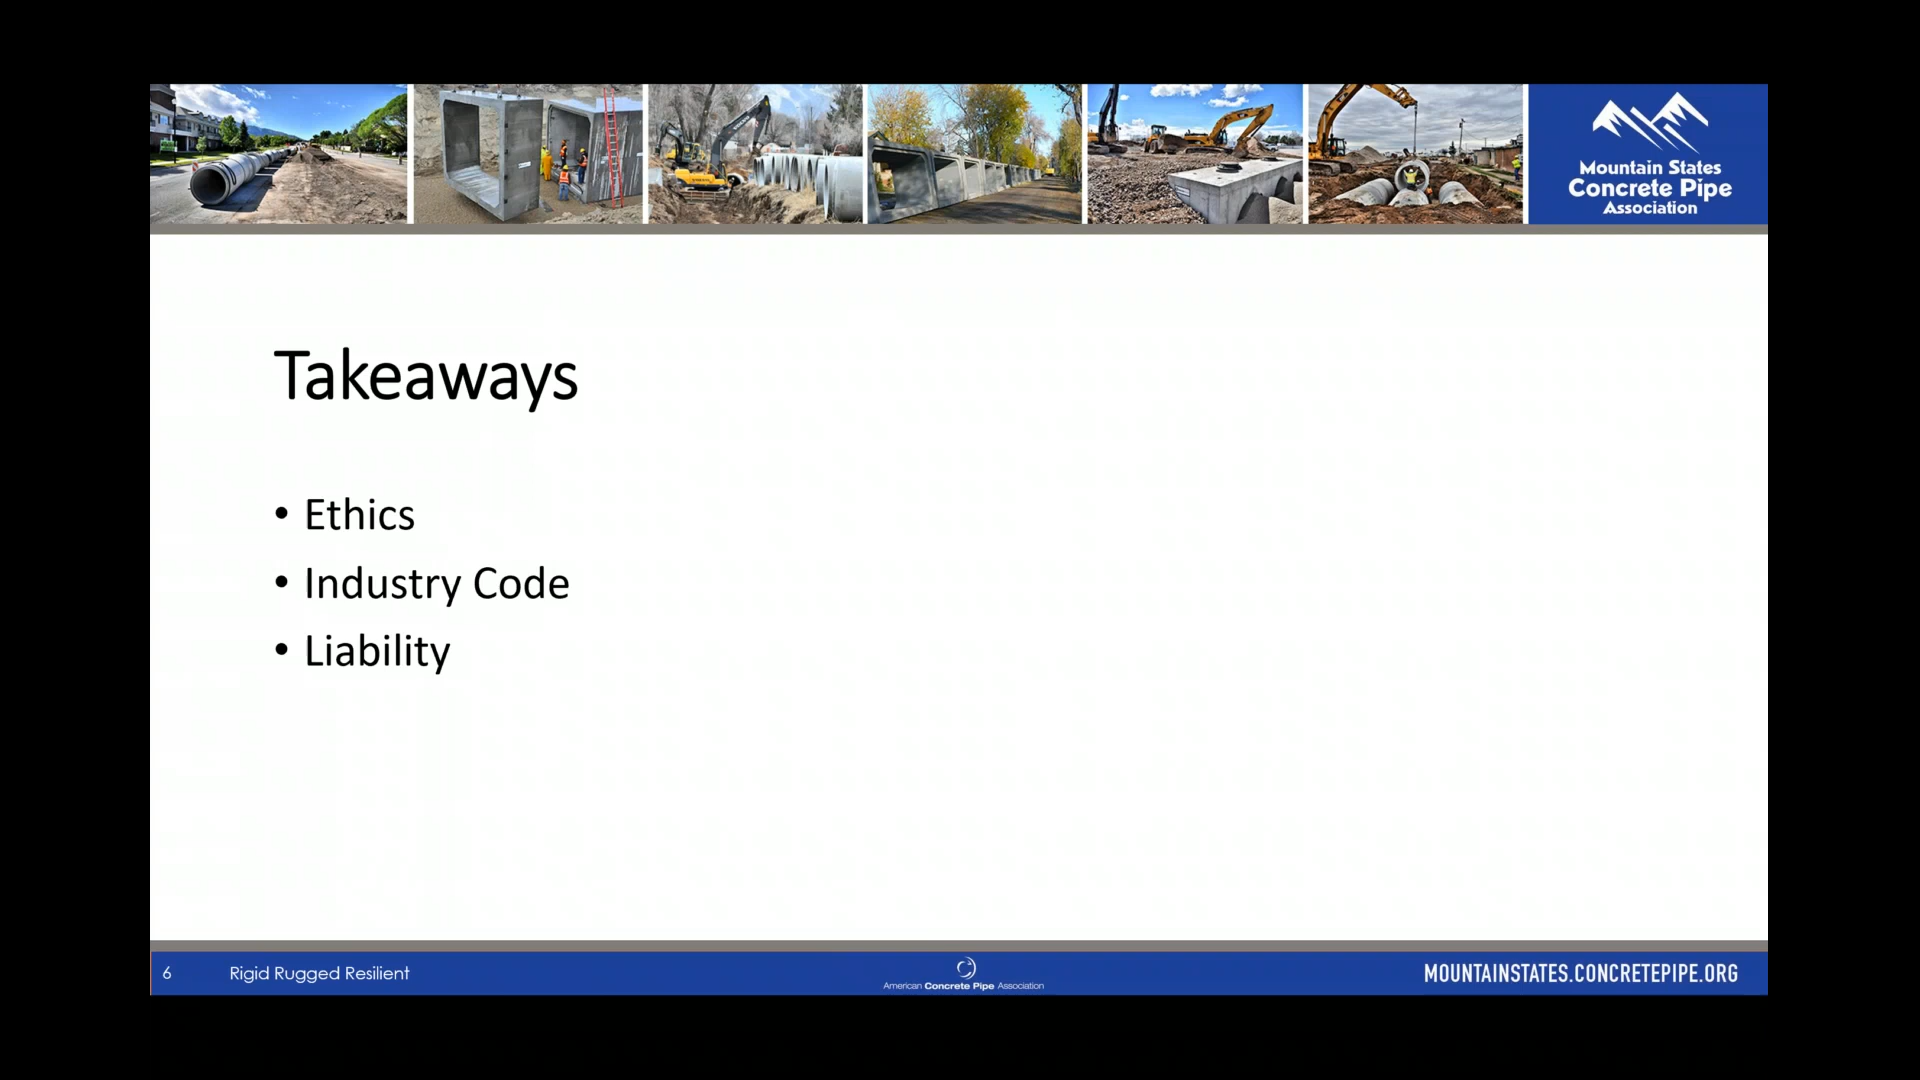 Mountain States
Concrete Pipe
Association
Takeaways
• Ethics
• Industry Code
• Liability
6
Rigid Rugged Resilient
American Concrete Pipe Association
MOUNTAINSTATES.CONCRETEPIPE.ORG